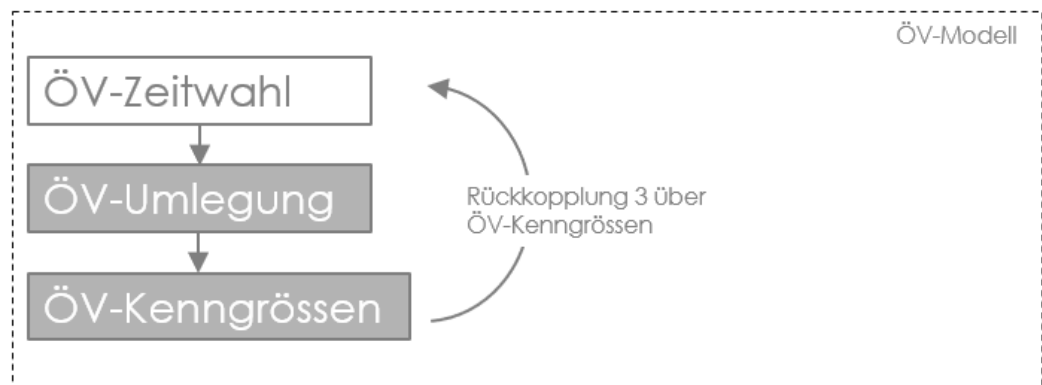 ÖV-Modell
ÖV-Zeitwahl
ÖV-Umlegung
Rückkopplung 3 über
ÖV-Kenngrössen
ÖV-Kenngrössen